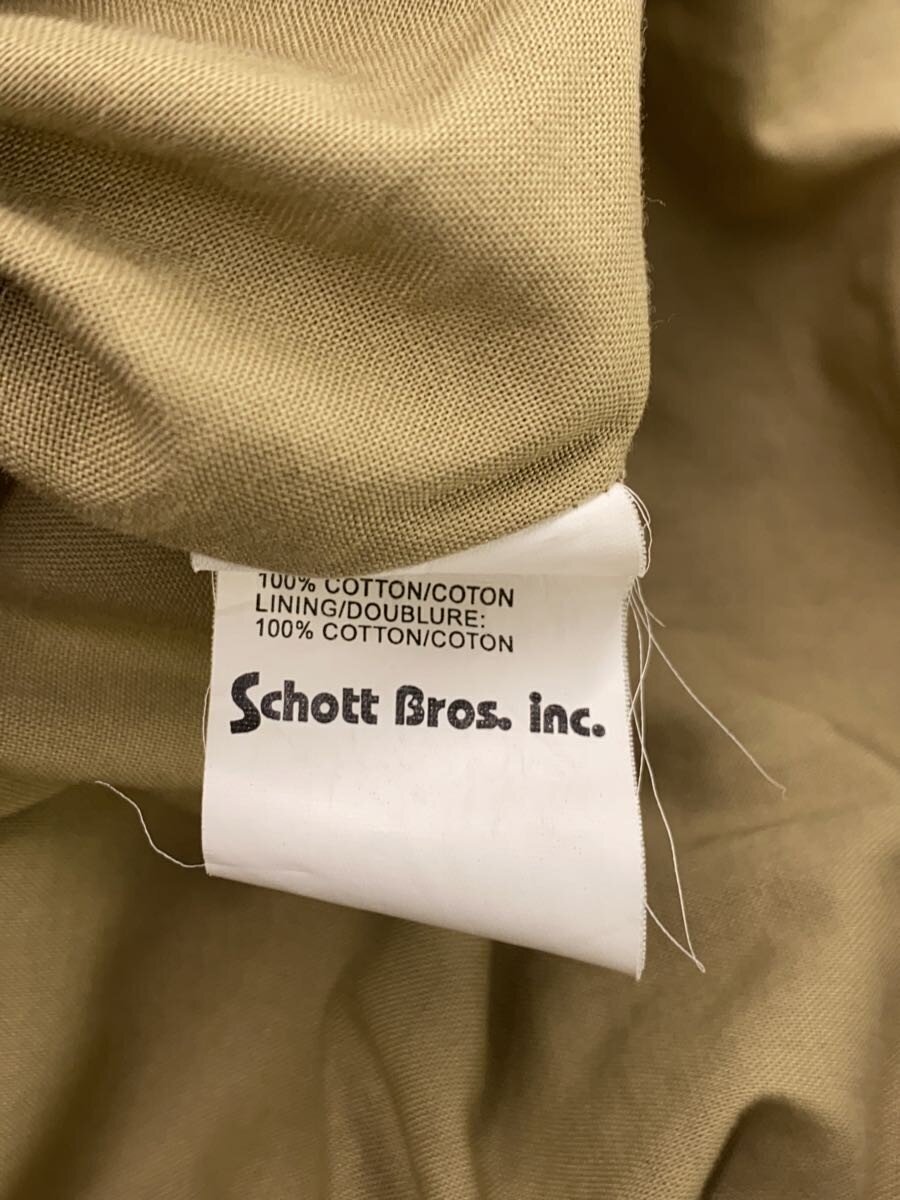 100% COTTON/COTON
LINING/DOUBLURE:
100% COTTON/COTON
Schott Bros. inc.